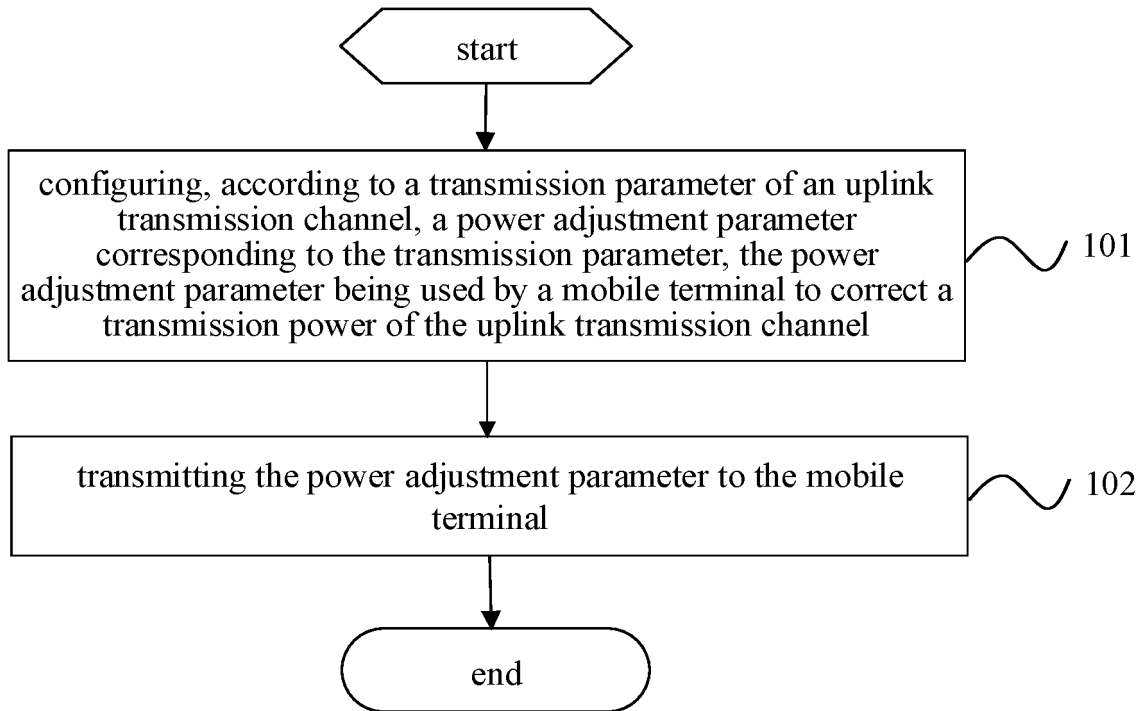 start
configuring, according to a transmission parameter of an uplink
transmission channel, a power adjustment parameter
corresponding to the transmission parameter, the power
adjustment parameter being used by a mobile terminal to correct a
transmission power of the uplink transmission channel
101
transmitting the power adjustment parameter to the mobile
terminal
102
end